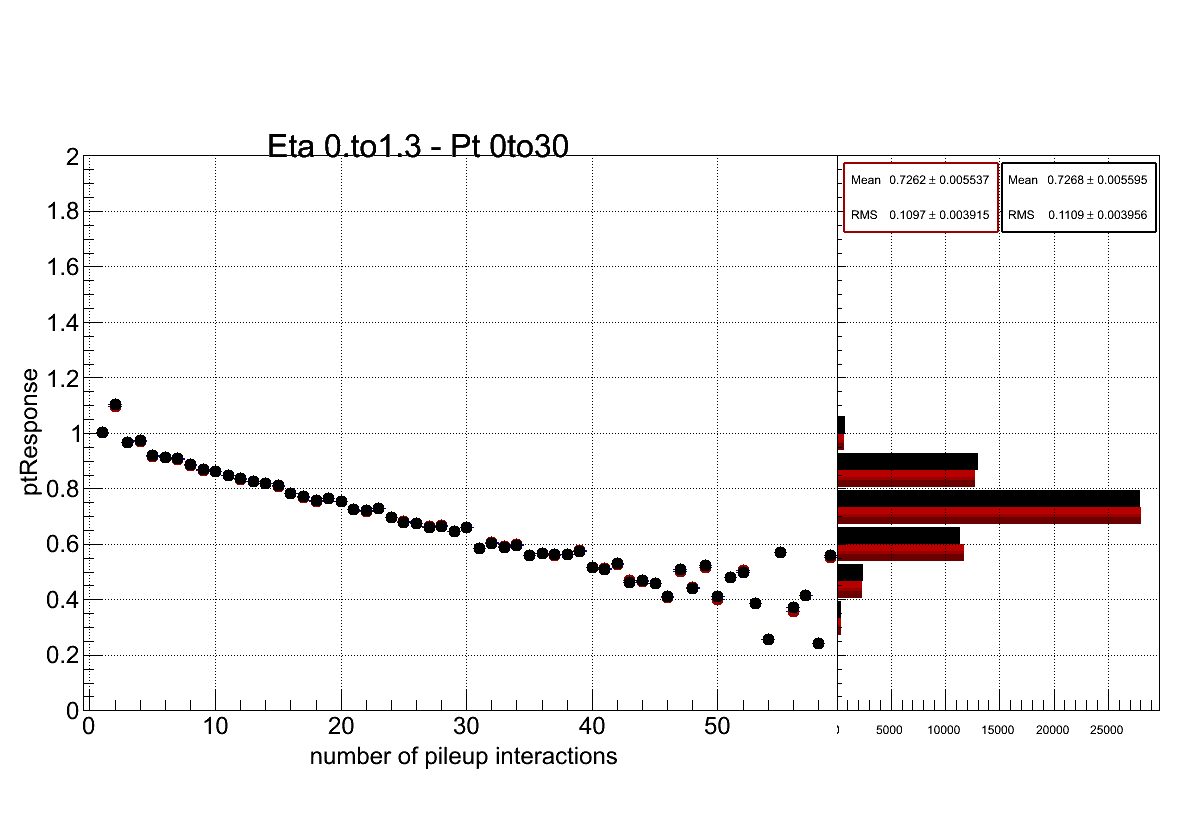 Eta 0.to1.3 - Pt 0to30
Mean 0.7262 ± 0.005537
RMS 0.1097 ± 0.003915
Mean 0.7268 ± 0.005595
RMS 0.1109 ± 0.003956
ptResponse
2
1.8
1.6
1.4
1.2
1
0.8
0.6
0.4
0.2
0
0 10 20 30 40 50
number of pileup interactions
5000 10000 15000 20000 25000